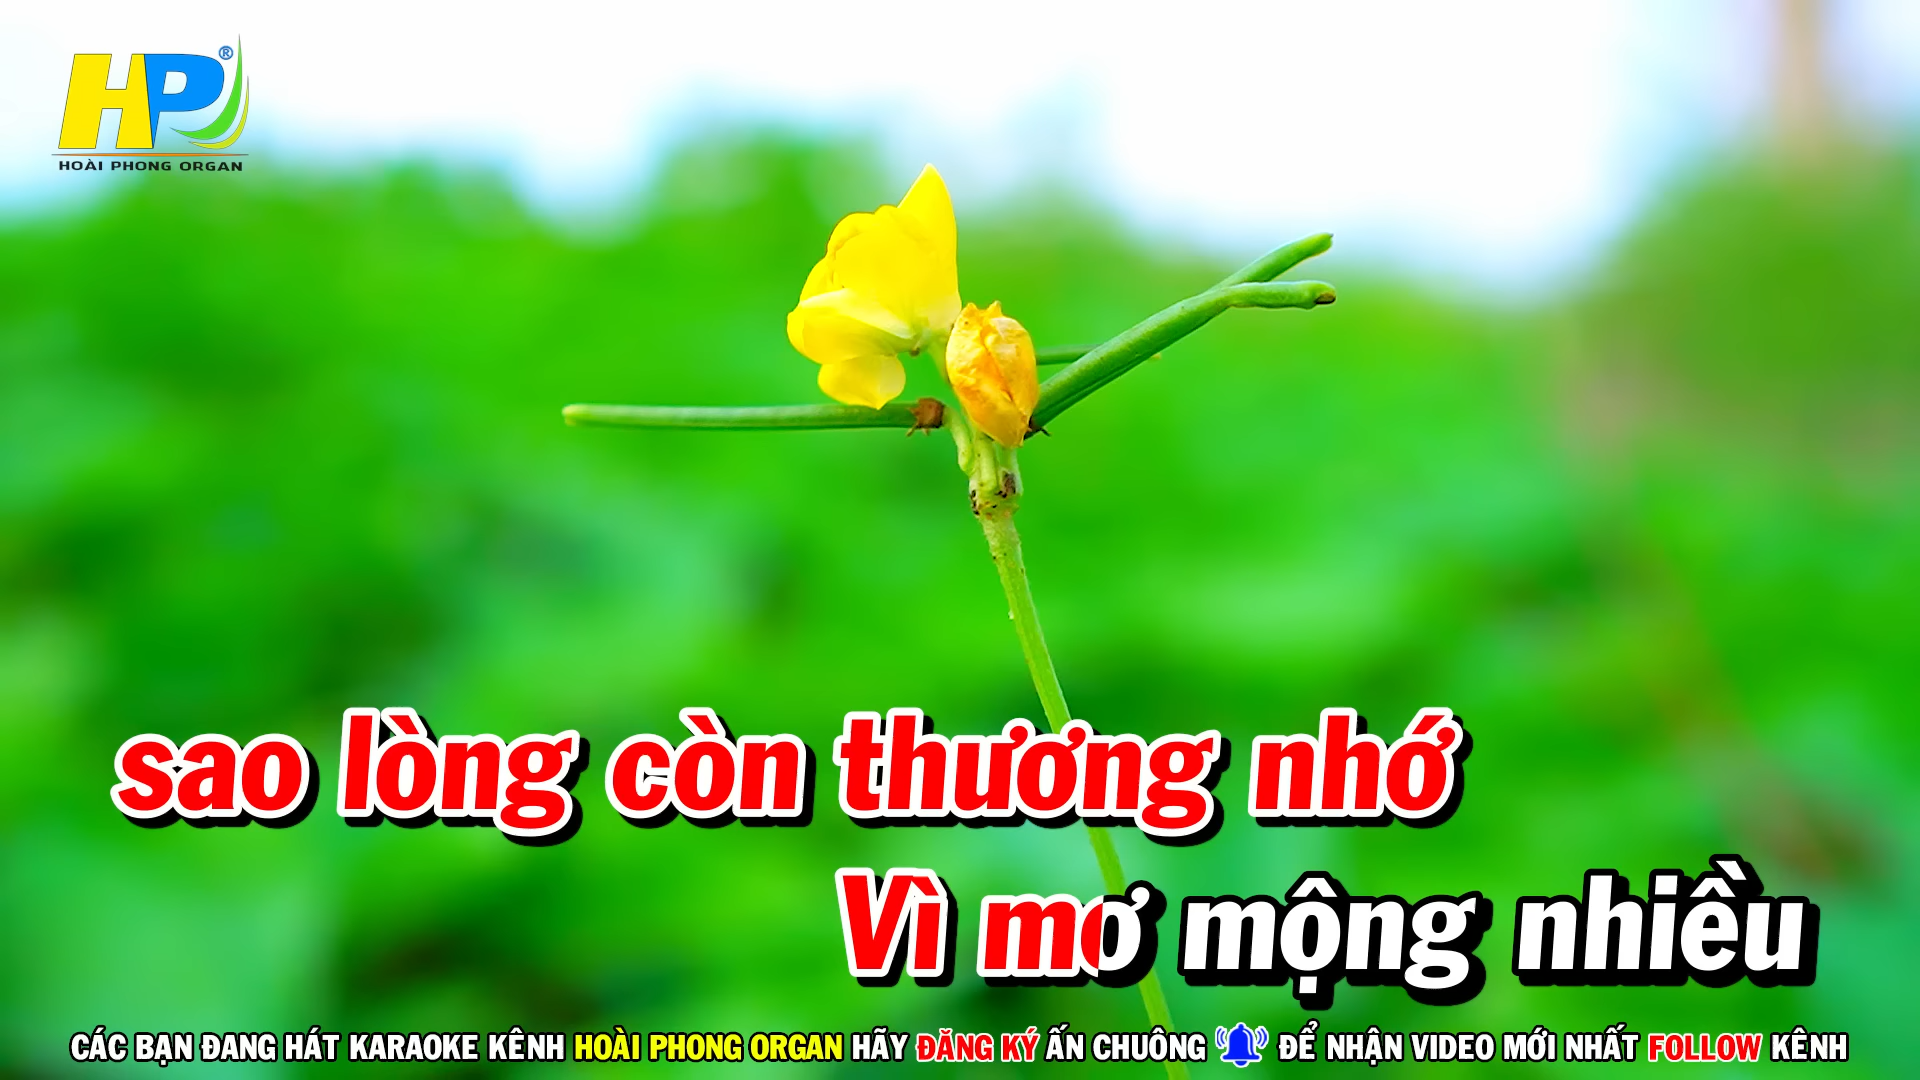 HP®
HOÀI PHONG ORGAN
sao lòng còn thương nhớ
Vì mơ mộng nhiều
CÁC BẠN ĐANG HÁT KARAOKE KÊNH HOÀI PHONG ORGAN HÃY ĐĂNG KÝ ẤN CHUÔNG ĐỂ NHẬN VIDEO MỚI NHẤT FOLLOW KÊNH